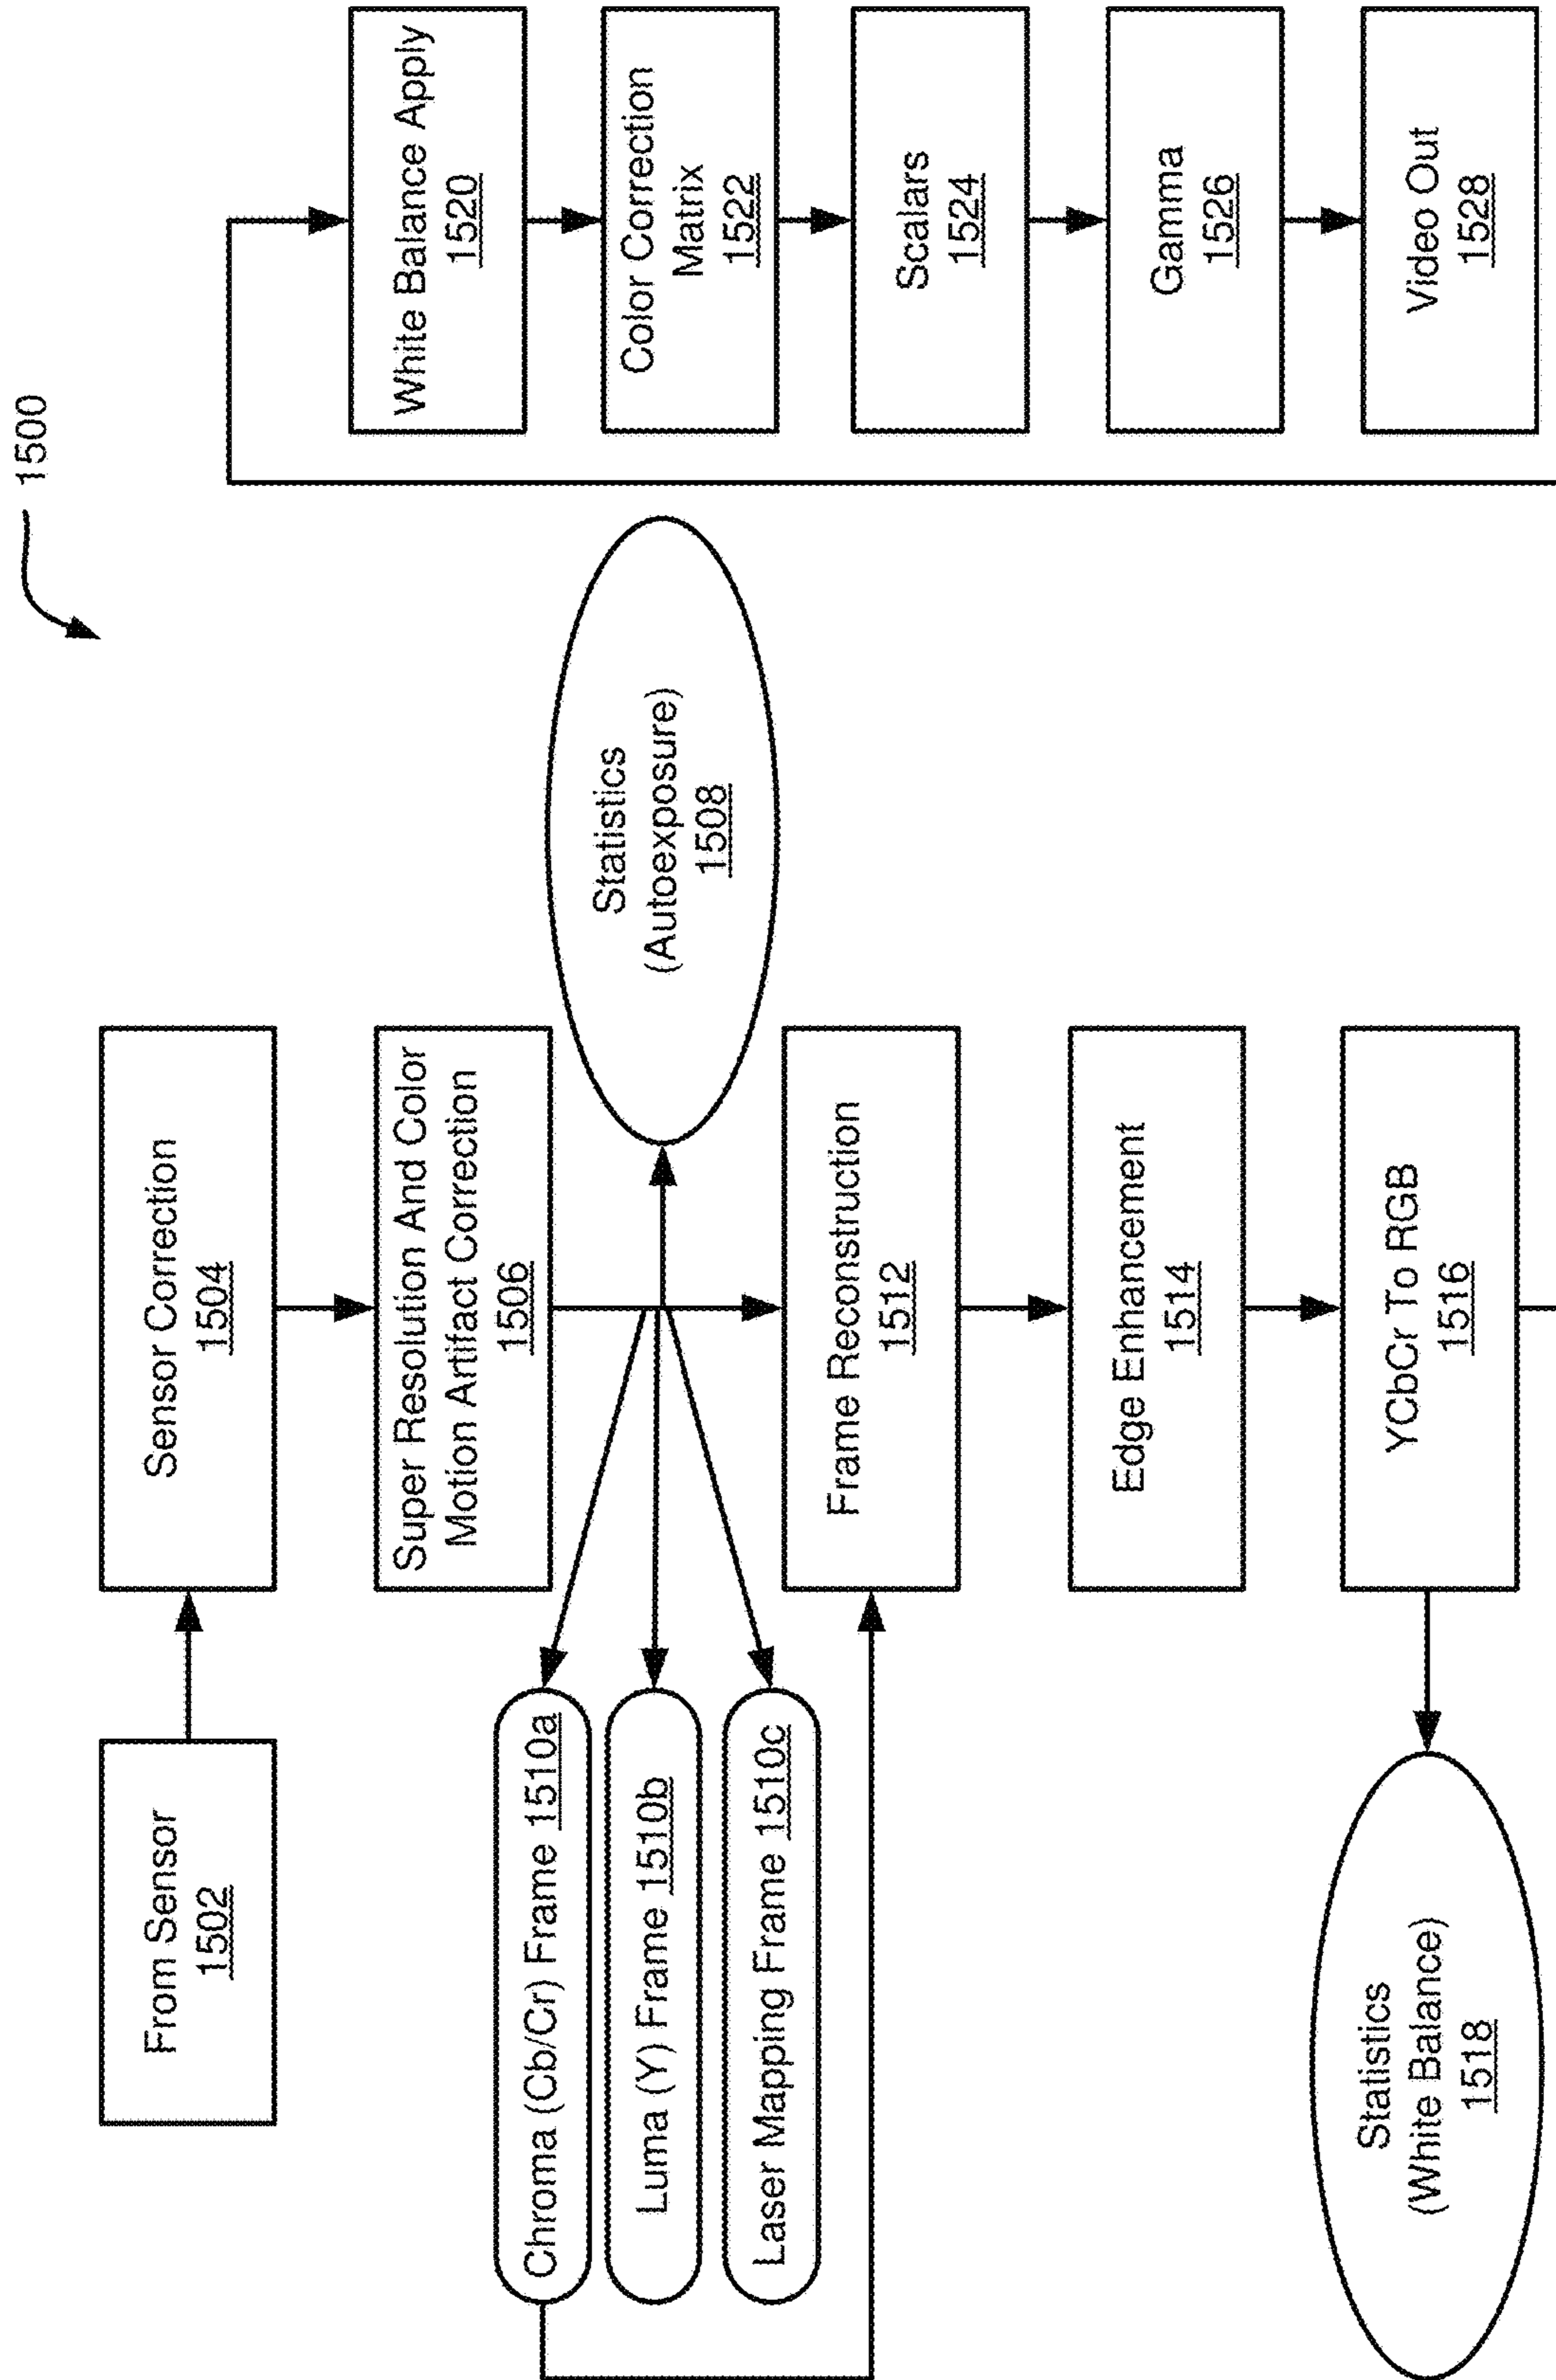 1500
From Sensor
1502
Sensor Correction
1504
Super Resolution And Color
Motion Artifact Correction
1506
Statistics
(Autoexposure)
1508
Chroma (Cb/Cr) Frame 1510a
Luma (Y) Frame 1510b
Laser Mapping Frame 1510c
Frame Reconstruction
1512
Edge Enhancement
1514
YCbCr To RGB
1516
Statistics
(White Balance)
1518
White Balance Apply
1520
Color Correction
Matrix
1522
Scalars
1524
Gamma
1526
Video Out
1528